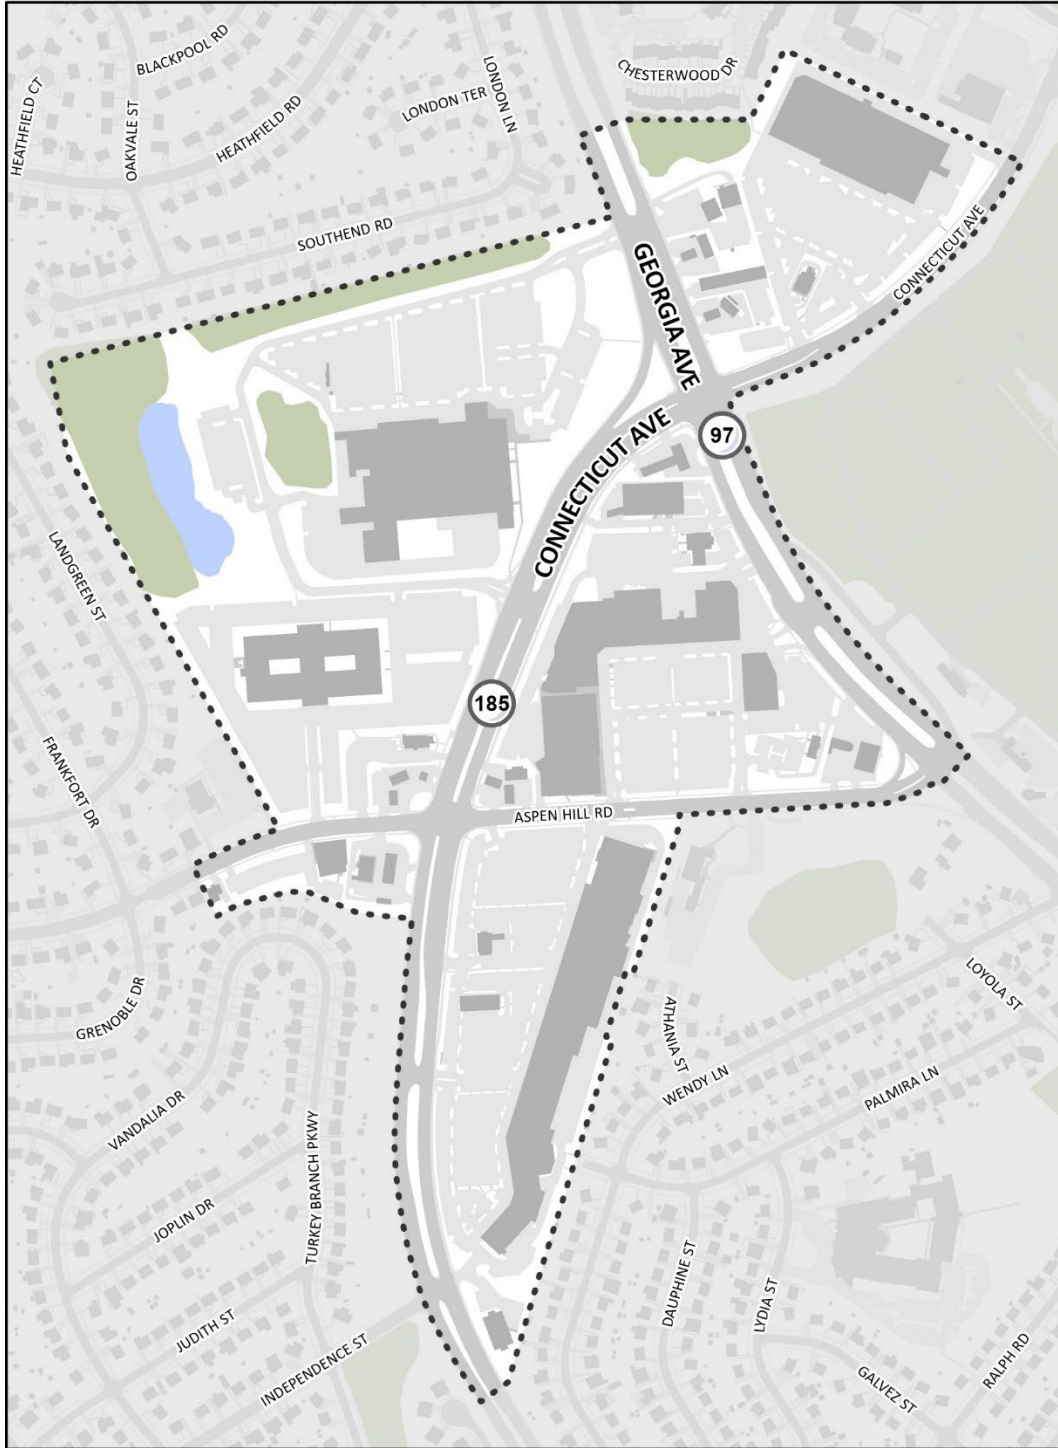 BLACKPOOL RD
CHESTERWOOD DR
HEATHFIELD CT
OAKVALE ST
HEATHFIELD RD
LONDON TER
LONDON LN
SOUTHEND RD
GEORGIA AVE
CONNECTICUT AVE
CONNECTICUT AVE
97
LANDGREEN ST
185
FRANKFORT DR
ASPEN HILL RD
GRENOBLE DR
LOYOLA ST
ATHANIA ST
WENDY LN
PALMIRA LN
VANDALIA DR
TURKEY BRANCH PKWY
JOPLIN DR
JUDITH ST
INDEPENDENCE ST
DAUPHINE ST
LYDIA ST
GALVEZ ST
RALPH RD